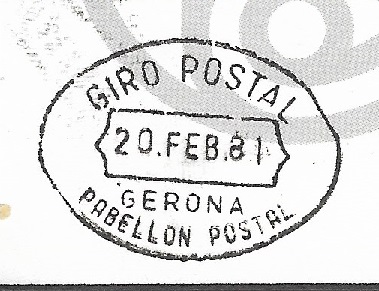 GIRO POSTAL
20.FEB.81
GERONA
PABELLON POSTAL